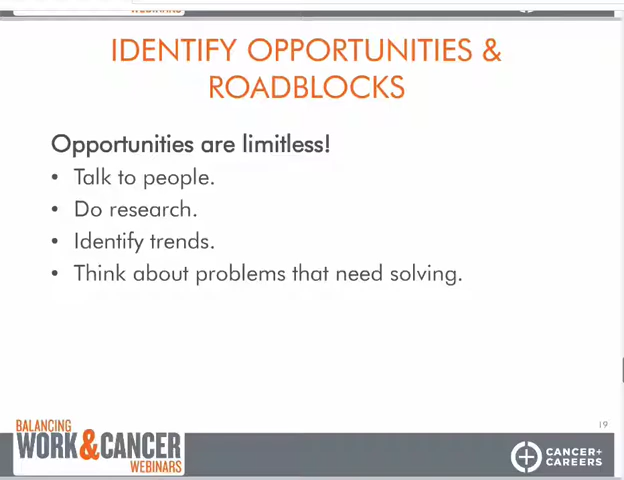 WEBINARS
IDENTIFY OPPORTUNITIES &
ROADBLOCKS
Opportunities are limitless!
• Talk to people.
• Do research.
• Identify trends.
• Think about problems that need solving.
19
BALANCING
WORK & CANCER
WEBINARS
CANCER+
CAREERS